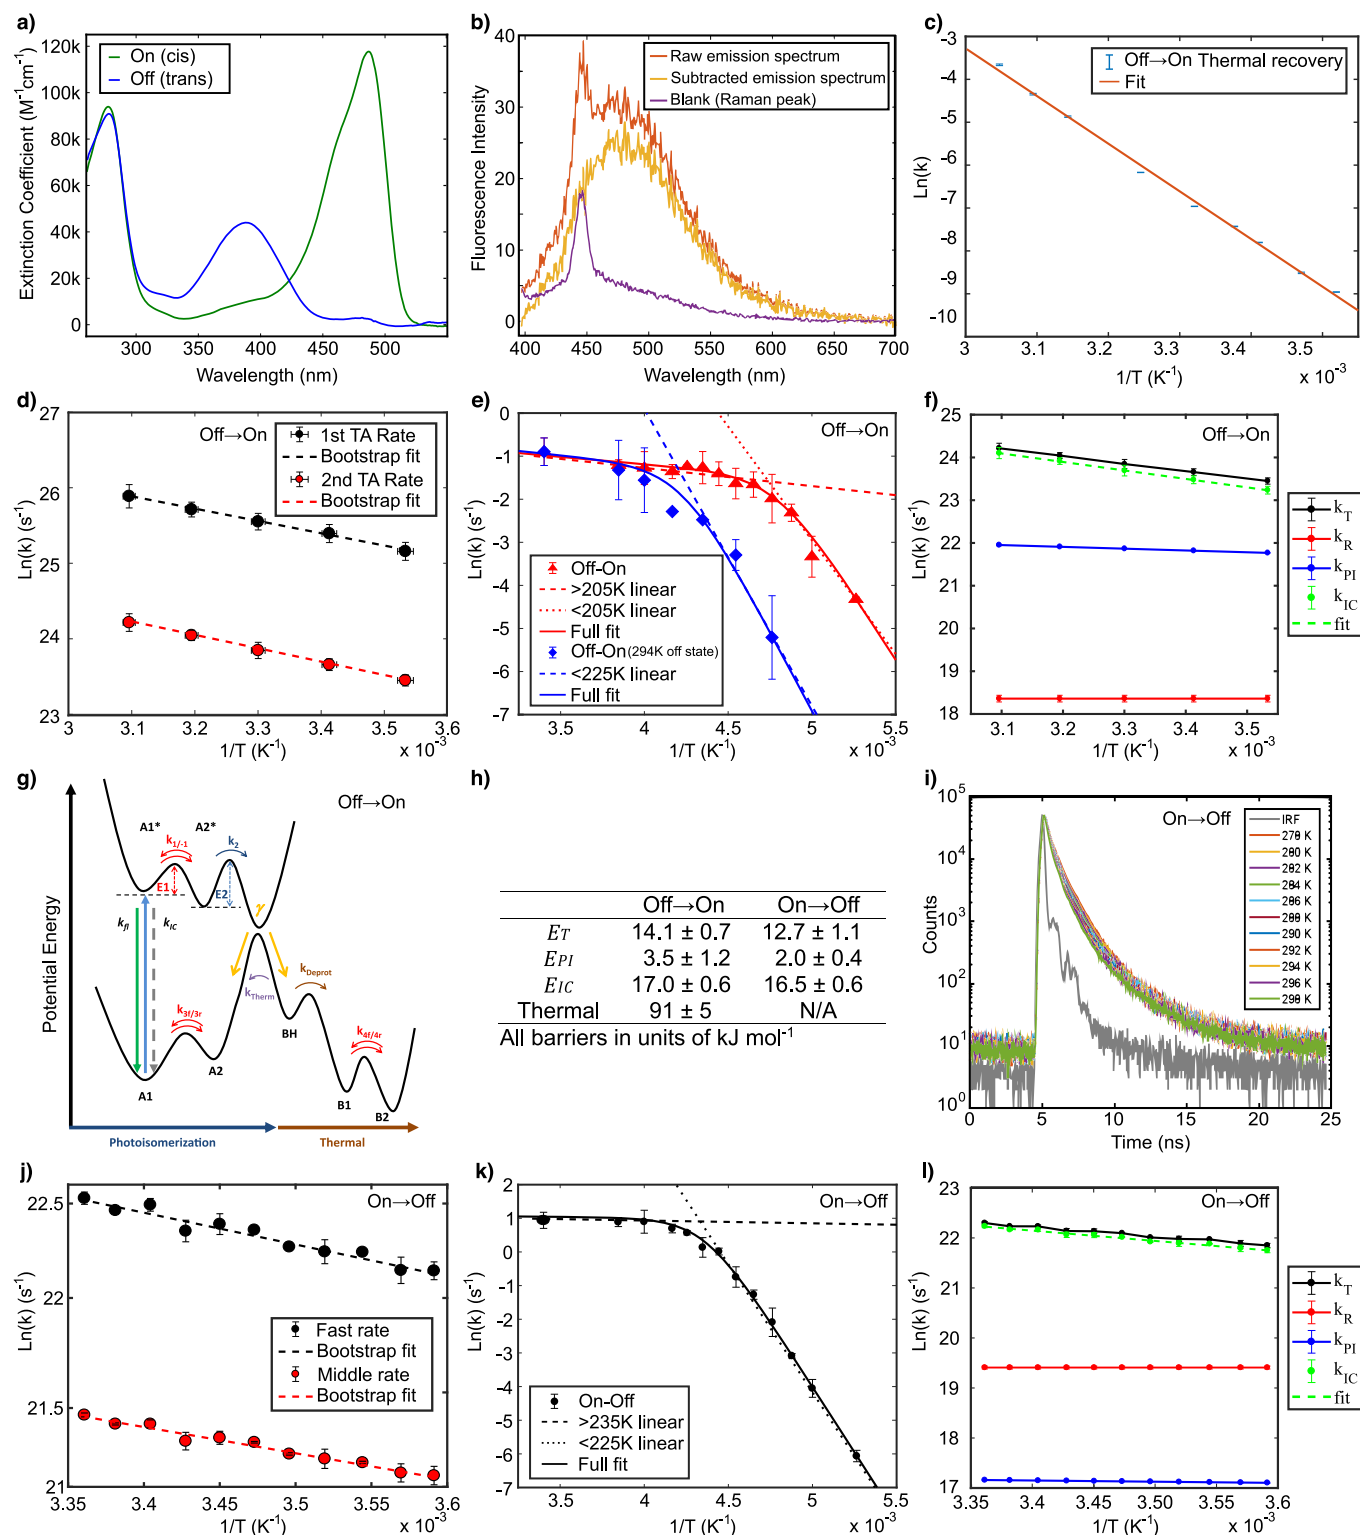 a)
On (cis)
Off (trans)
120k
100k
80k
60k
40k
20k
0
Extinction Coefficient (M⁻¹cm⁻¹)
300 350 400 450 500
Wavelength (nm)
b)
Raw emission spectrum
Subtracted emission spectrum
Blank (Raman peak)
40
30
20
10
0
Fluorescence Intensity
400 450 500 550 600 650 700
Wavelength (nm)
c)
Off→On Thermal recovery
Fit
-3
-4
-5
-6
-7
-8
-9
-10
Ln(k)
3 3.1 3.2 3.3 3.4 3.5
1/T (K⁻¹) x 10⁻³
d)
Off→On
1st TA Rate
Bootstrap fit
2nd TA Rate
Bootstrap fit
27
26
25
24
23
Ln(k) (s⁻¹)
3 3.1 3.2 3.3 3.4 3.5 3.6
1/T (K⁻¹) x 10⁻³
e)
Off→On
0
-1
-2
-3
-4
-5
-6
-7
Ln(k) (s⁻¹)
Off-On
>205K linear
<205K linear
Full fit
Off-On (294K off state)
<225K linear
Full fit
3.5 4 4.5 5 5.5
1/T (K⁻¹) x 10⁻³
f)
Off→On
25
24
23
22
21
20
19
18
Ln(k) (s⁻¹)
3.1 3.2 3.3 3.4 3.5
1/T (K⁻¹) x 10⁻³
k_T
k_R
k_PI
k_IC
fit
g)
Off→On
Potential Energy
A1* A2*
k_1/-1 k_2
E1 E2
γ
k_fl k_IC
k_Therm k_Deprot
k_3f/3r
BH
k_4f/4r
A1 A2 B1 B2
Photoisomerization Thermal
h)
Off→On On→Off
E_T 14.1 ± 0.7 12.7 ± 1.1
E_PI 3.5 ± 1.2 2.0 ± 0.4
E_IC 17.0 ± 0.6 16.5 ± 0.6
Thermal 91 ± 5 N/A
All barriers in units of kJ mol⁻¹
i)
On→Off
10⁵
10⁴
10³
10²
10¹
10⁰
Counts
IRF
278 K
280 K
282 K
284 K
286 K
288 K
290 K
292 K
294 K
296 K
298 K
0 5 10 15 20 25
Time (ns)
j)
On→Off
22.5
22
21.5
21
Ln(k) (s⁻¹)
Fast rate
Bootstrap fit
Middle rate
Bootstrap fit
3.35 3.4 3.45 3.5 3.55 3.6
1/T (K⁻¹) x 10⁻³
k)
On→Off
2
1
0
-1
-2
-3
-4
-5
-6
-7
Ln(k) (s⁻¹)
On-Off
>235K linear
<225K linear
Full fit
3.5 4 4.5 5 5.5
1/T (K⁻¹) x 10⁻³
l)
On→Off
23
22
21
20
19
18
17
Ln(k) (s⁻¹)
3.35 3.40 3.45 3.50 3.55 3.6
1/T (K⁻¹) x 10⁻³
k_T
k_R
k_PI
k_IC
fit